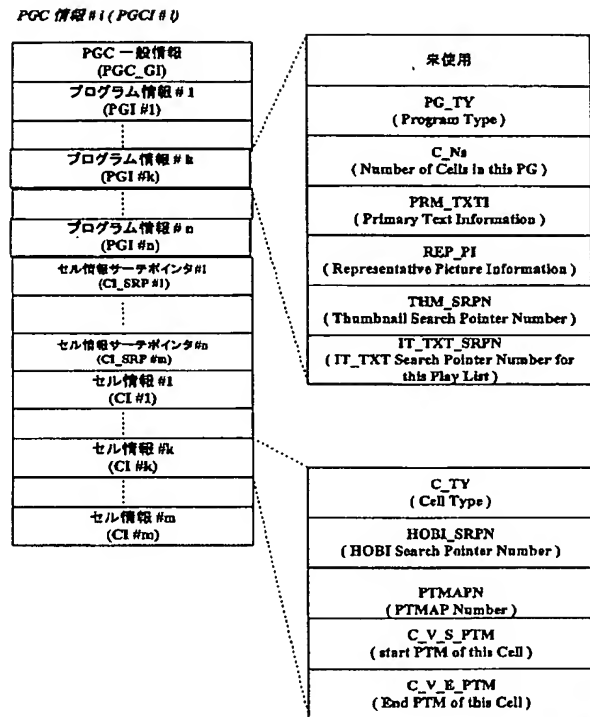 PGC 情報 # i ( PGCI # i )
PGC 一般情報
(PGC_GI)
プログラム情報 # 1
(PGI #1)
プログラム情報 # k
(PGI #k)
プログラム情報 # n
(PGI #n)
セル情報サーチポインタ#1
(CI_SRP #1)
セル情報サーチポインタ#n
(CI_SRP #m)
セル情報 #1
(CI #1)
セル情報 #k
(CI #k)
セル情報 #m
(CI #m)
未使用
PG_TY
( Program Type )
C_Ns
( Number of Cells in this PG )
PRM_TXTI
( Primary Text Information )
REP_PI
( Representative Picture Information )
THM_SRPN
( Thumbnail Search Pointer Number )
IT_TXT_SRPN
( IT_TXT Search Pointer Number for
this Play List )
C_TY
( Cell Type )
HOBI_SRPN
( HOBI Search Pointer Number )
PTMAPN
( PTMAP Number )
C_V_S_PTM
( start PTM of this Cell )
C_V_E_PTM
( End PTM of this Cell )